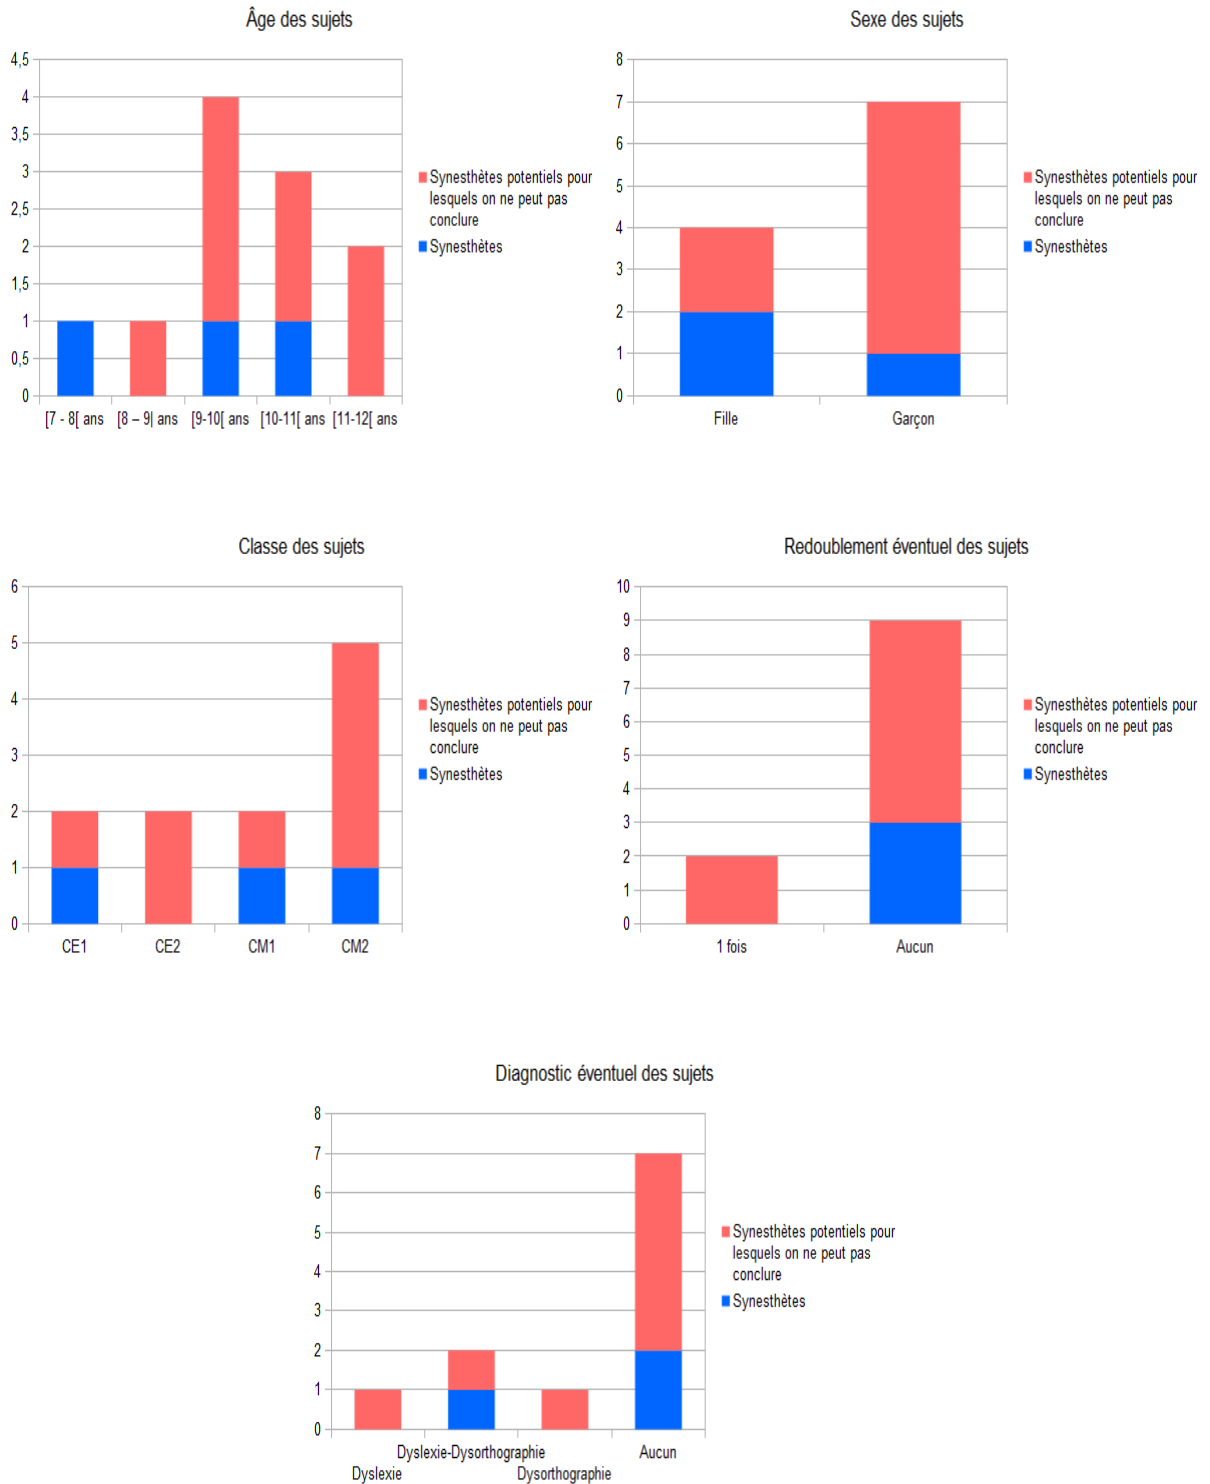 Âge des sujets
4,5
4
3,5
3
2,5
2
1,5
1
0,5
0
[7 - 8[ ans
[8 – 9| ans
[9-10[ ans
[10-11[ ans
[11-12[ ans
Synesthètes potentiels pour
lesquels on ne peut pas
conclure
Synesthètes
Sexe des sujets
8
7
6
5
4
3
2
1
0
Fille
Garçon
Synesthètes potentiels pour
lesquels on ne peut pas
conclure
Synesthètes
Classe des sujets
6
5
4
3
2
1
0
CE1
CE2
CM1
CM2
Synesthètes potentiels pour
lesquels on ne peut pas
conclure
Synesthètes
Redoublement éventuel des sujets
10
9
8
7
6
5
4
3
2
1
0
1 fois
Aucun
Synesthètes potentiels pour
lesquels on ne peut pas
conclure
Synesthètes
Diagnostic éventuel des sujets
8
7
6
5
4
3
2
1
0
Dyslexie
Dyslexie-Dysorthographie
Dysorthographie
Aucun
Synesthètes potentiels pour
lesquels on ne peut pas
conclure
Synesthètes